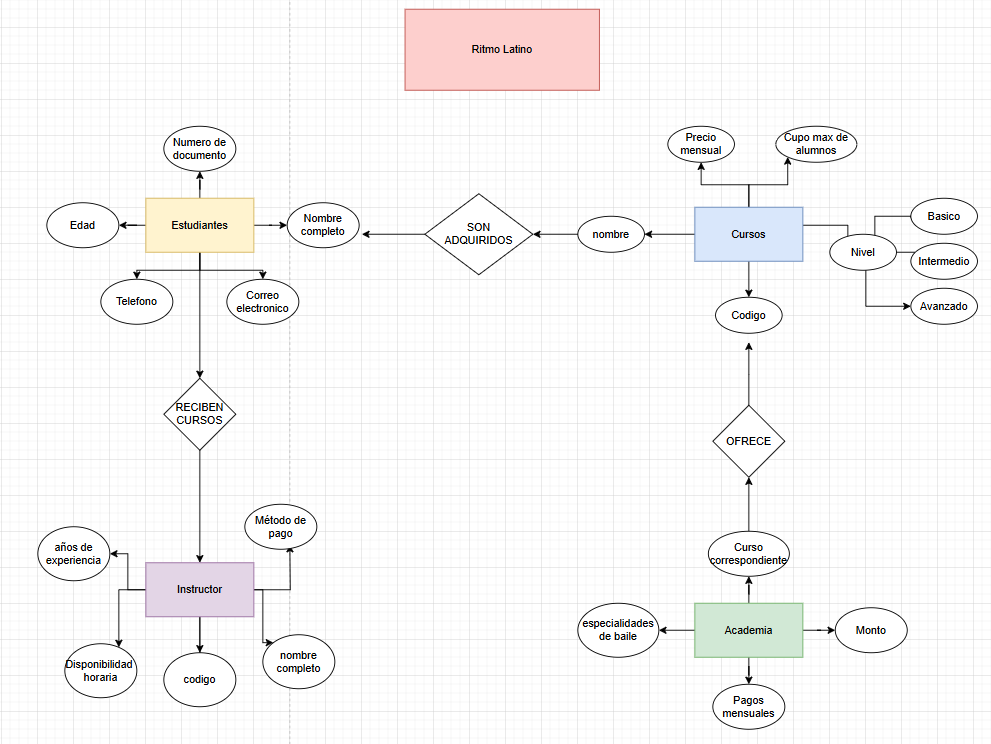 Ritmo Latino
Numero de
documento
Precio
mensual
Cupo max de
alumnos
Edad
Estudiantes
Nombre
completo
SON
ADQUIRIDOS
nombre
Cursos
Basico
Nivel
Intermedio
Avanzado
Telefono
Correo
electronico
Codigo
RECIBEN
CURSOS
OFRECE
Método de
pago
años de
experiencia
Curso
correspondiente
Instructor
especialidades
de baile
Academia
Monto
Disponibilidad
horaria
codigo
nombre
completo
Pagos
mensuales